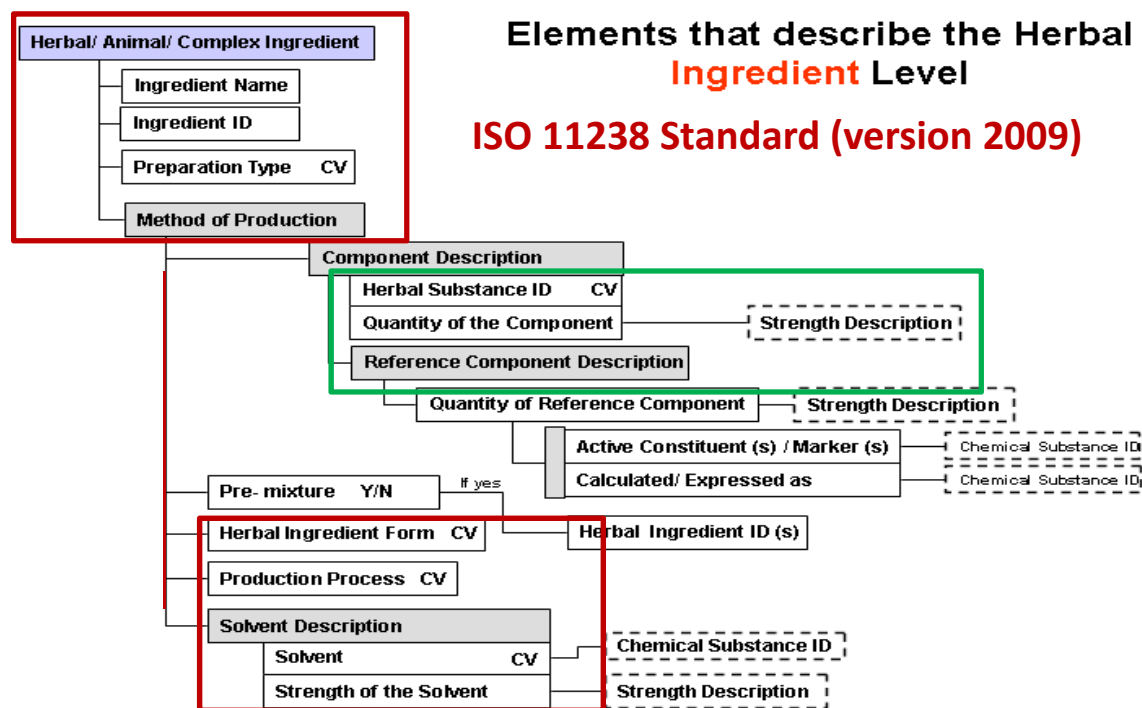 Elements that describe the Herbal
Ingredient Level
ISO 11238 Standard (version 2009)
Herbal/ Animal/ Complex Ingredient
Ingredient Name
Ingredient ID
Preparation Type CV
Method of Production
Component Description
Herbal Substance ID CV
Quantity of the Component
Strength Description
Reference Component Description
Quantity of Reference Component
Strength Description
Active Constituent (s) / Marker (s)
Chemical Substance ID
Calculated/ Expressed as
Chemical Substance ID
Pre- mixture Y/N
If yes
Herbal Ingredient Form CV
Herbal Ingredient ID (s)
Production Process CV
Solvent Description
Solvent CV
Chemical Substance ID
Strength of the Solvent
Strength Description